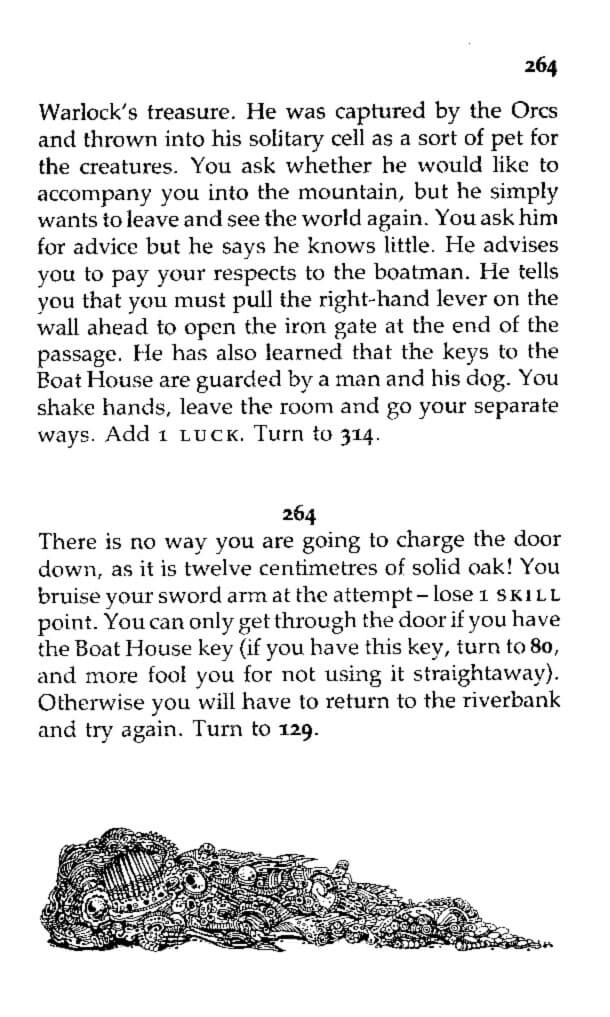 264
Warlock's treasure. He was captured by the Orcs
and thrown into his solitary cell as a sort of pet for
the creatures. You ask whether he would like to
accompany you into the mountain, but he simply
wants to leave and see the world again. You ask him
for advice but he says he knows little. He advises
you to pay your respects to the boatman. He tells
you that you must pull the right-hand lever on the
wall ahead to open the iron gate at the end of the
passage. He has also learned that the keys to the
Boat House are guarded by a man and his dog. You
shake hands, leave the room and go your separate
ways. Add 1 LUCK. Turn to 314.
264
There is no way you are going to charge the door
down, as it is twelve centimetres of solid oak! You
bruise your sword arm at the attempt – lose 1 SKILL
point. You can only get through the door if you have
the Boat House key (if you have this key, turn to 80,
and more fool you for not using it straightaway).
Otherwise you will have to return to the riverbank
and try again. Turn to 129.